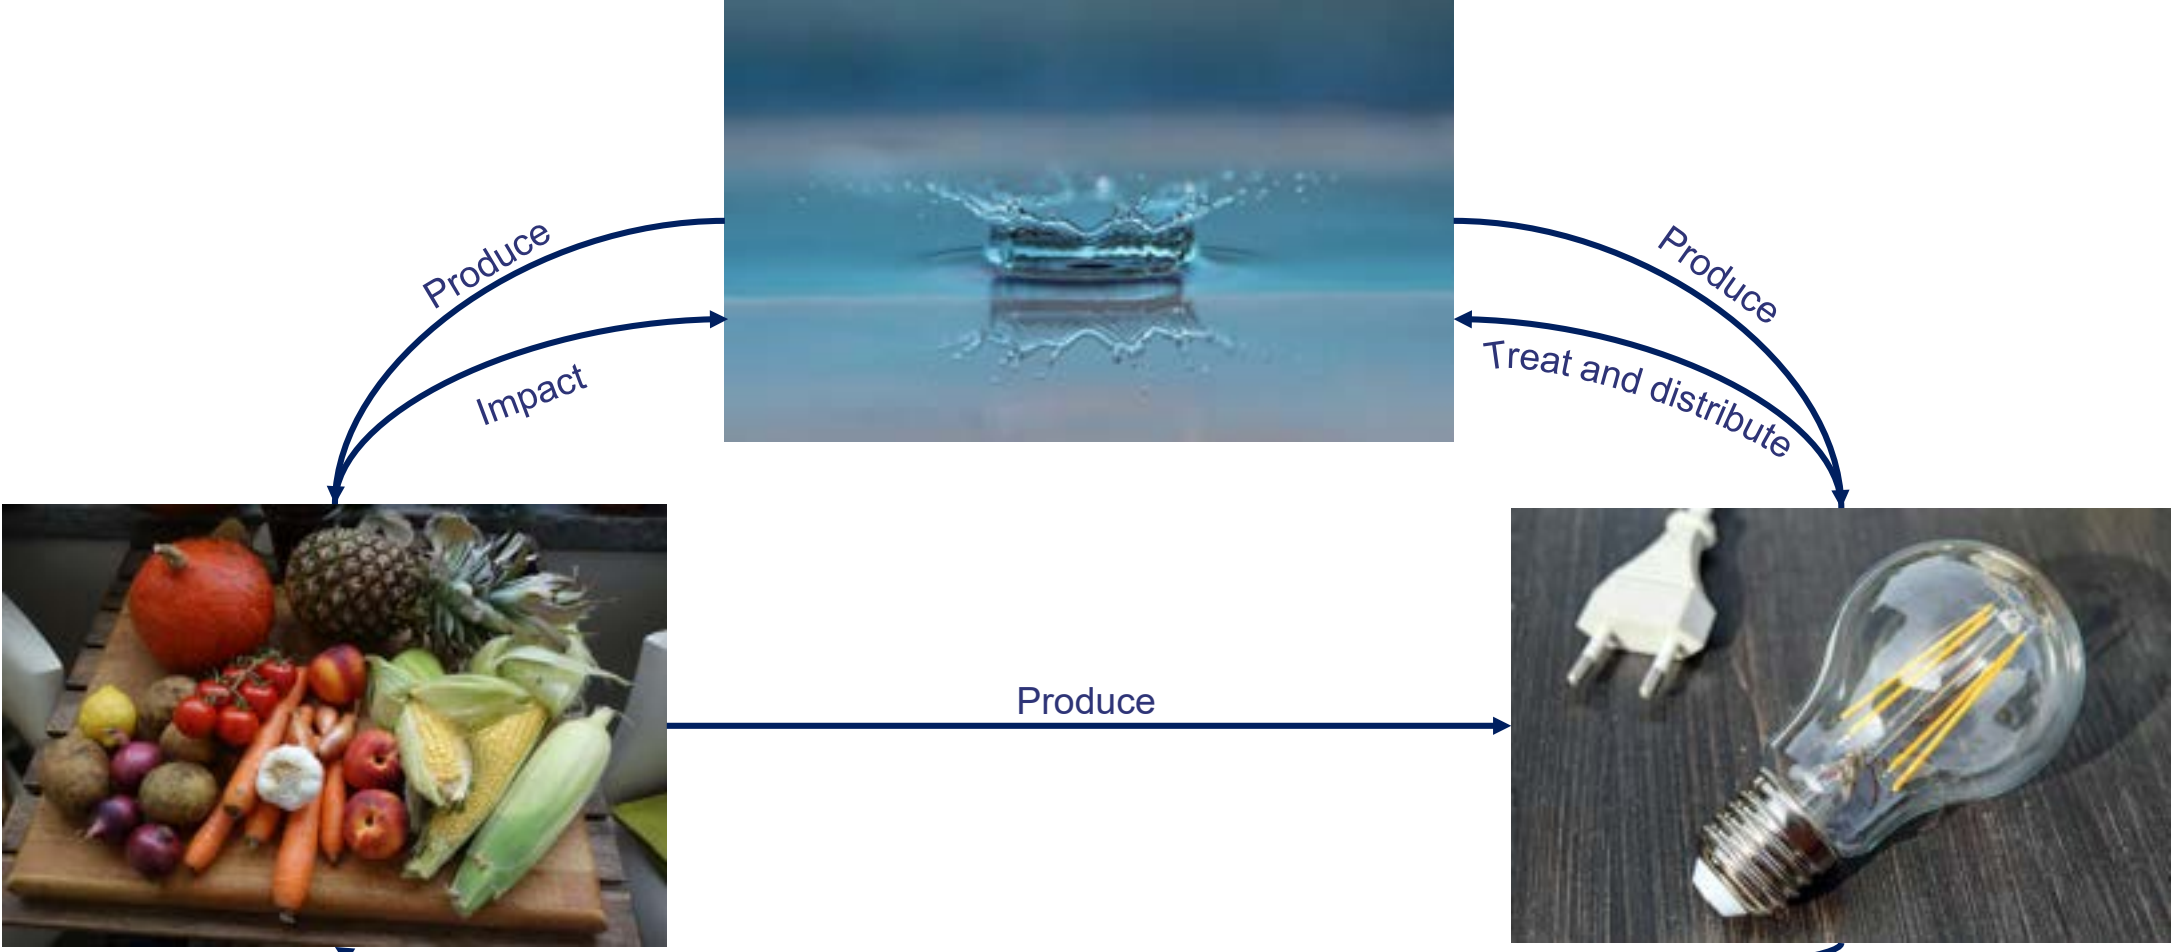 Produce
Impact
Produce
Treat and distribute
Produce